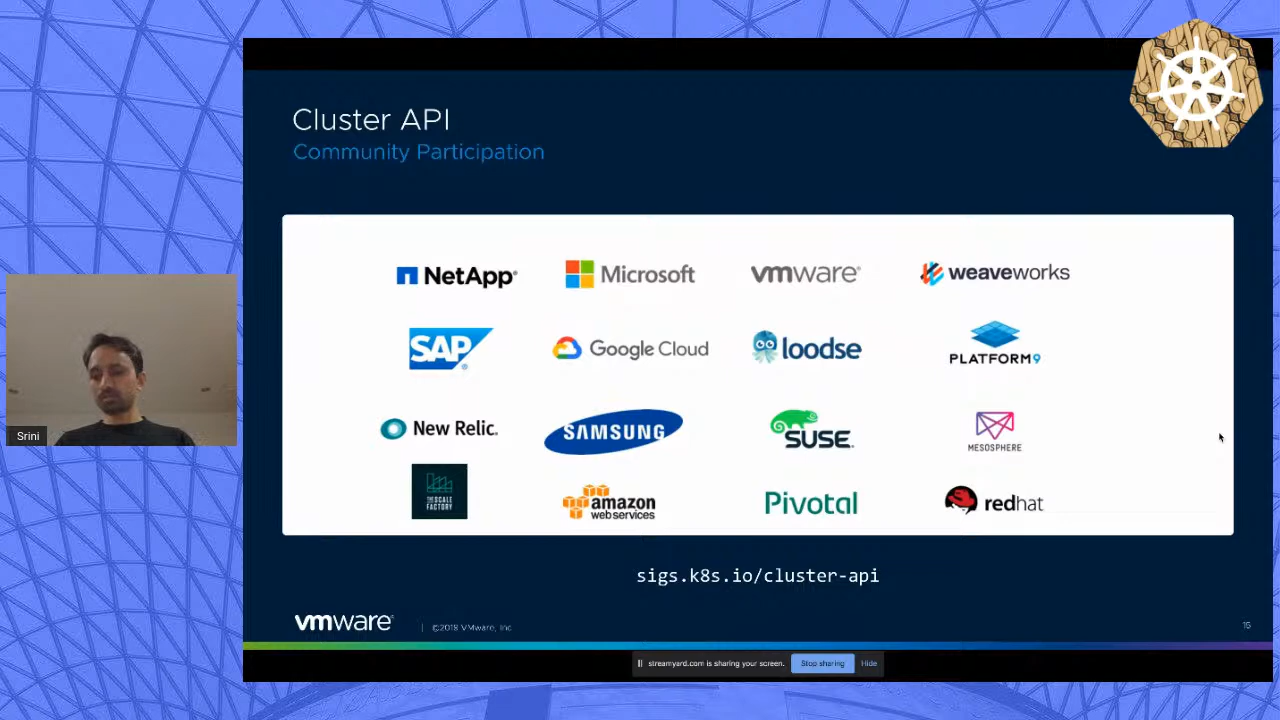 Cluster API
Community Participation
NetApp
Microsoft
vmware
weaveworks
SAP
Google Cloud
loodse
PLATFORM9
New Relic.
SAMSUNG
SUSE
MESOSPHERE
THE SCALE FACTORY
amazon web services
Pivotal
redhat
Srini
sigs.k8s.io/cluster-api
vmware
©2018 VMware, Inc
15
streamyard.com is sharing your screen.
Stop sharing
Hide